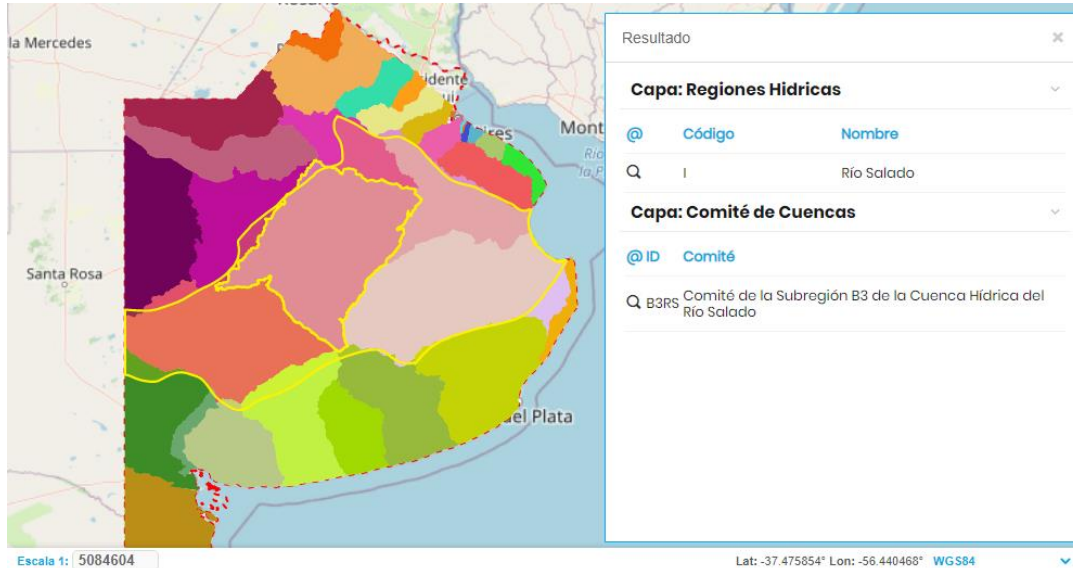 la Mercedes
Santa Rosa
Mont
del Plata
Resultado ×
Capa: Regiones Hidricas
@ Código Nombre
I Río Salado
Capa: Comité de Cuencas
@ ID Comité
B3RS Comité de la Subregión B3 de la Cuenca Hídrica del
Río Salado
Escala 1: 5084604
Lat: -37.475854° Lon: -56.440468° WGS84